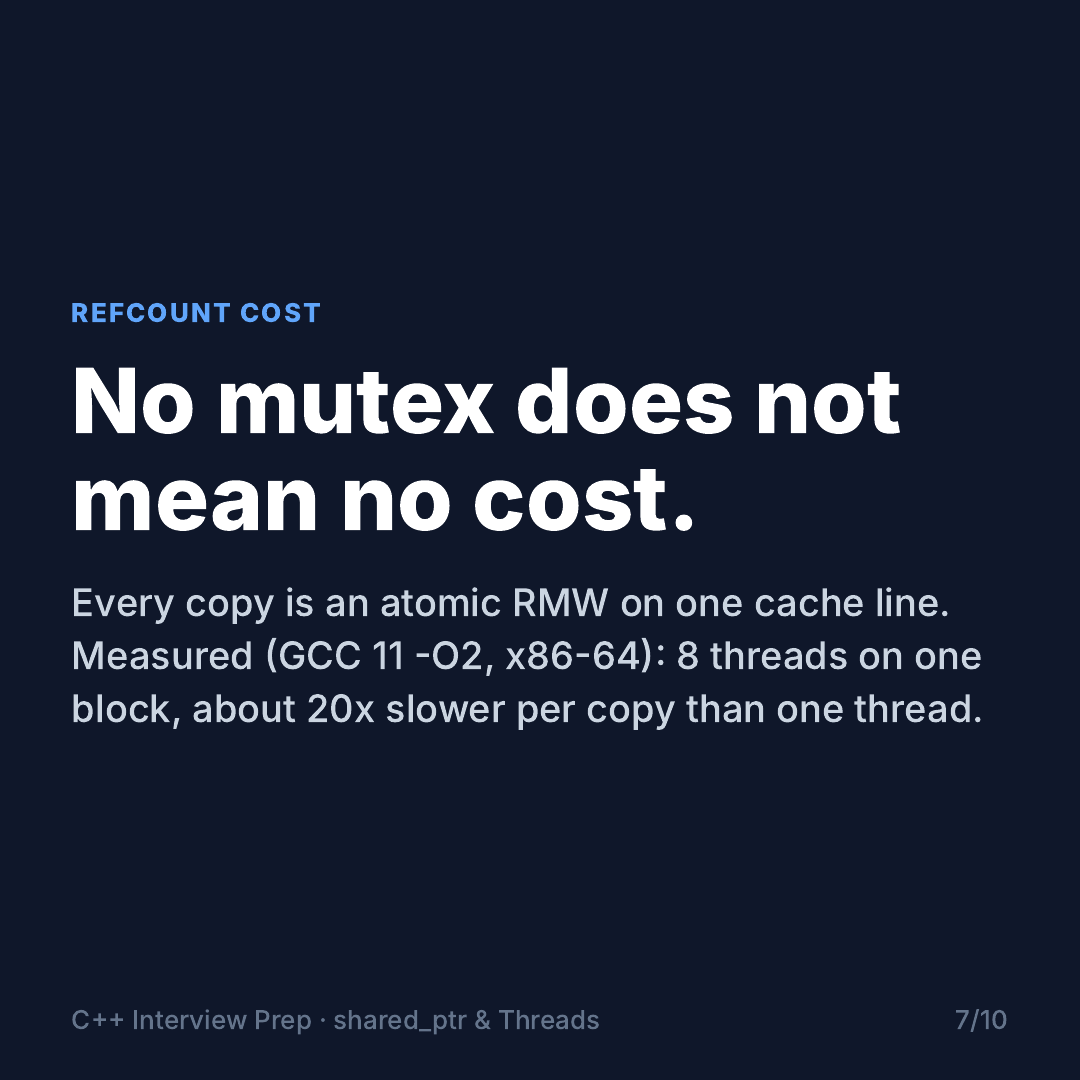 REFCOUNT COST
No mutex does not
mean no cost.
Every copy is an atomic RMW on one cache line.
Measured (GCC 11 -O2, x86-64): 8 threads on one
block, about 20x slower per copy than one thread.
C++ Interview Prep · shared_ptr & Threads
7/10